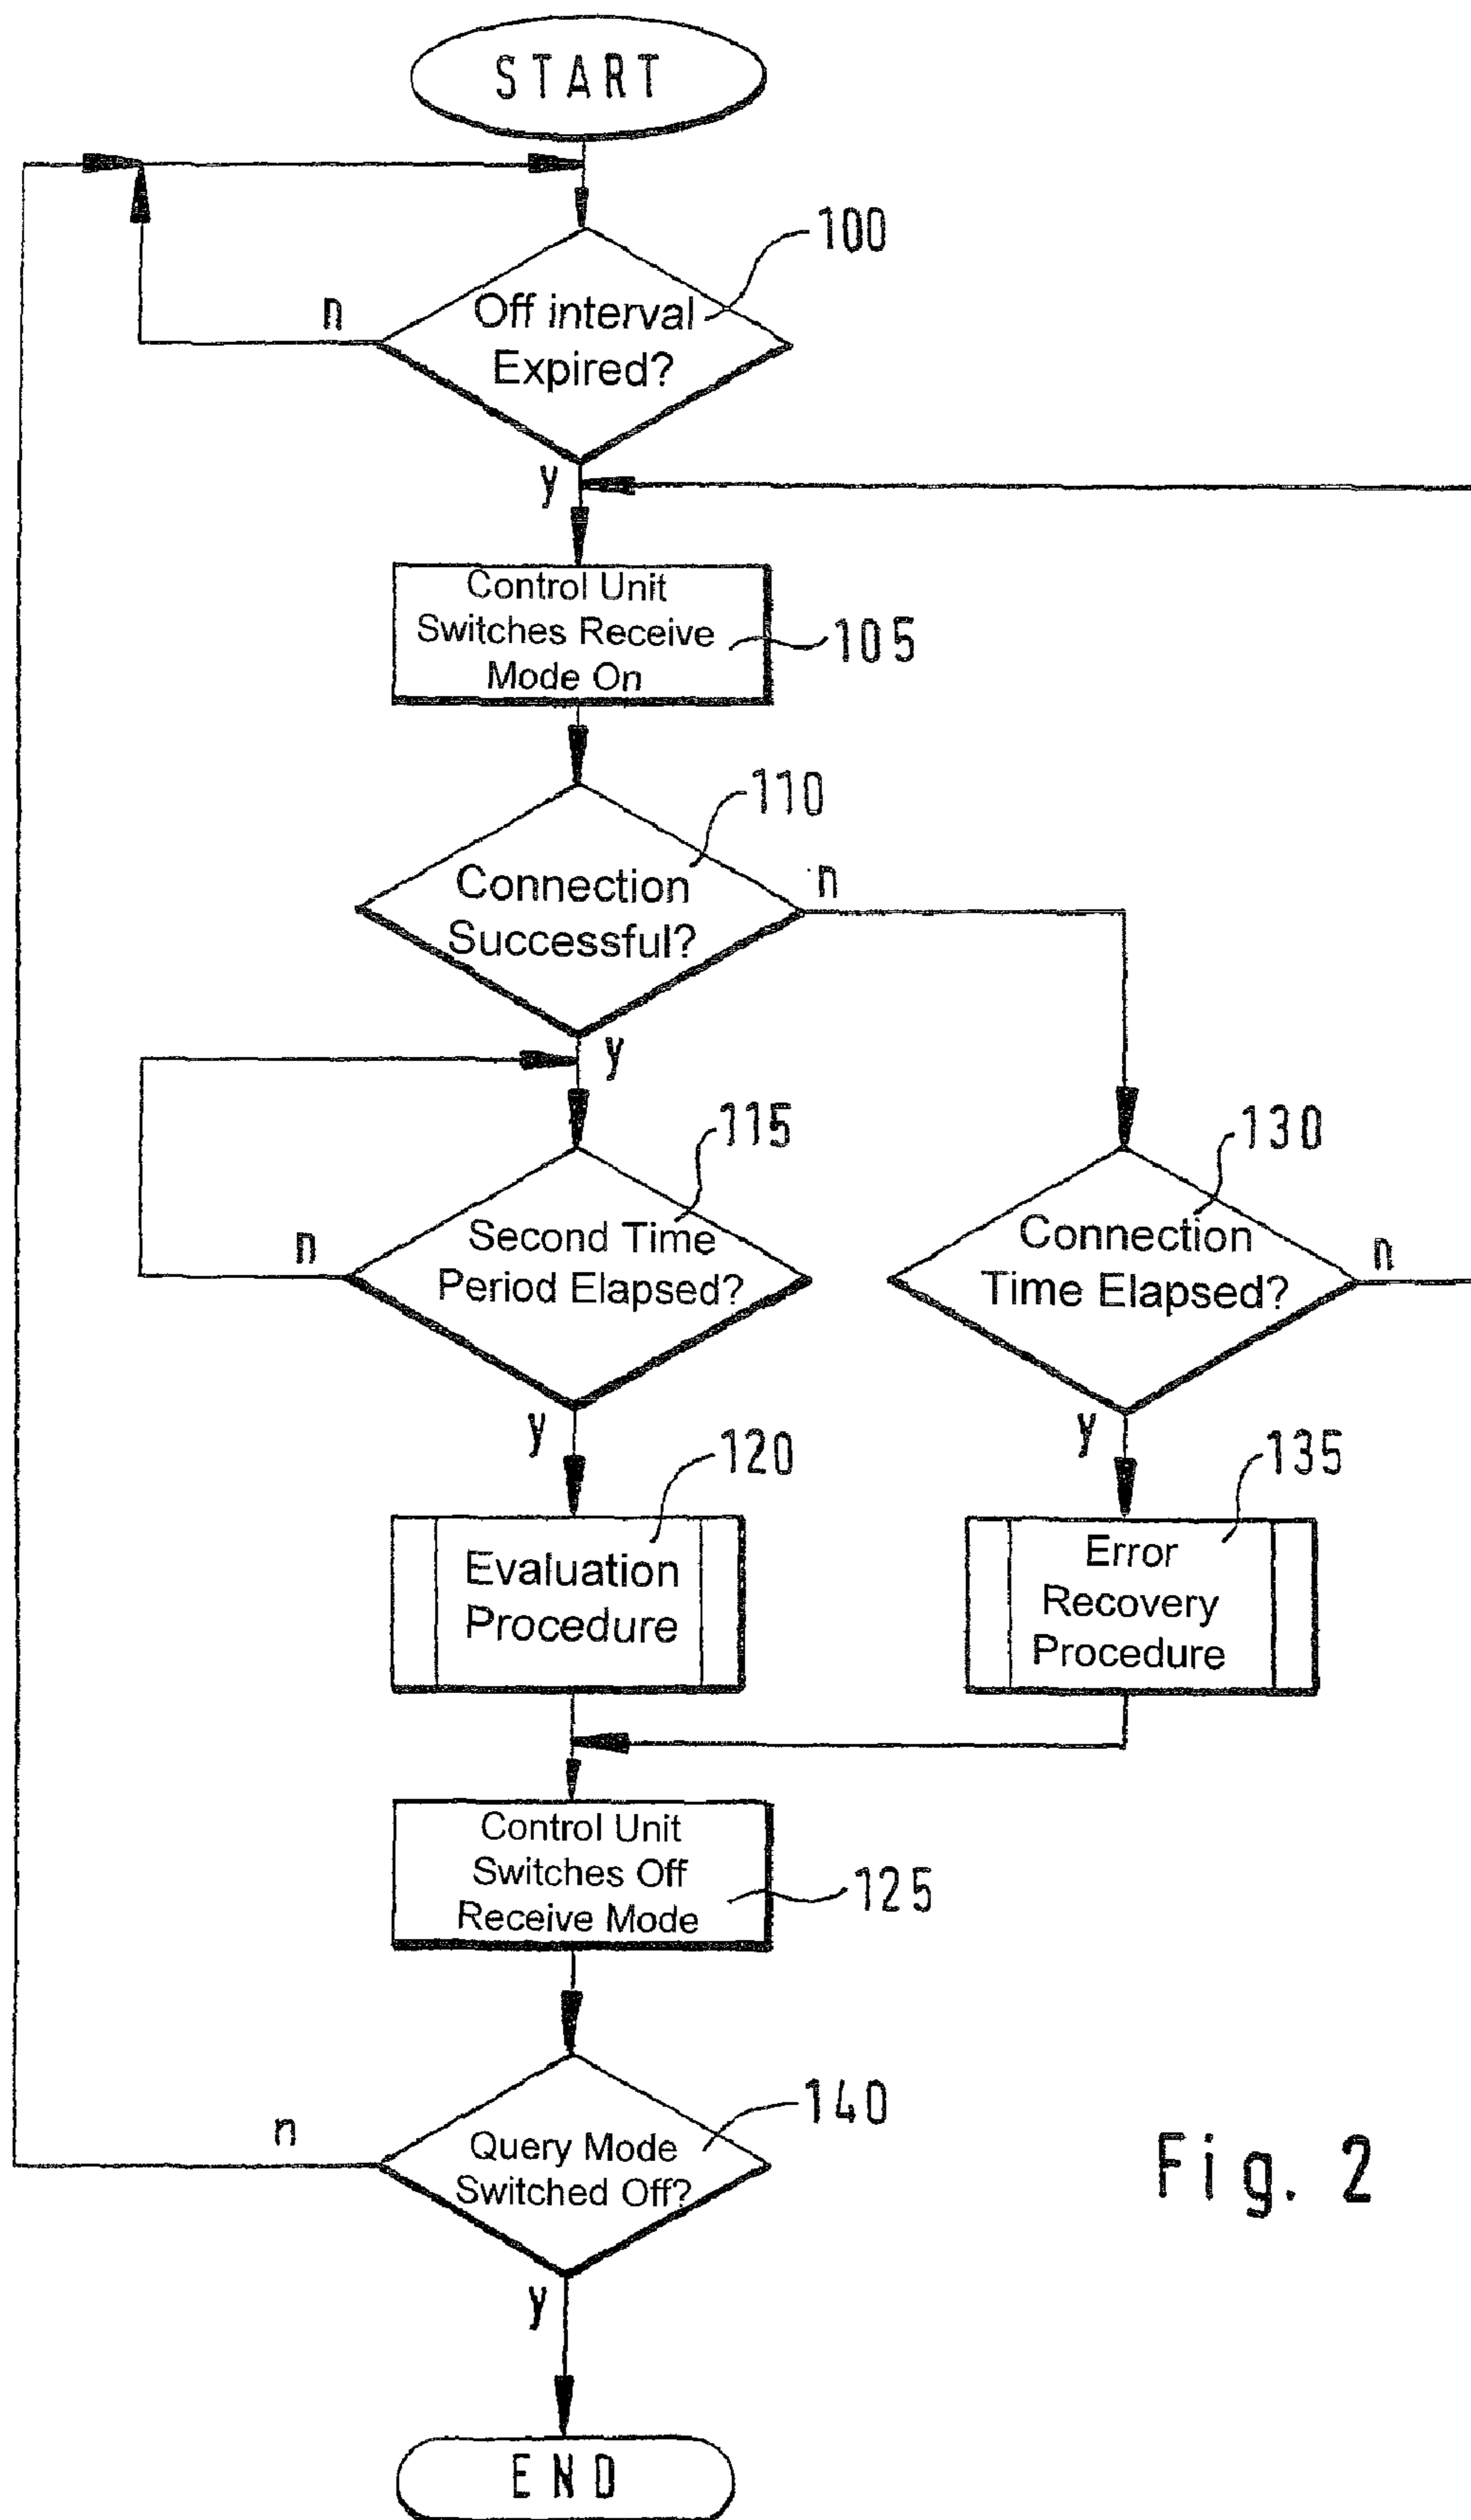 START
100
n
Off interval
Expired?
y
Control Unit
Switches Receive
Mode On
105
110
n
Connection
Successful?
y
115
130
n
Second Time
Period Elapsed?
Connection
Time Elapsed?
n
y
120
y
135
Evaluation
Procedure
Error
Recovery
Procedure
Control Unit
Switches Off
Receive Mode
125
140
n
Query Mode
Switched Off?
Fig. 2
y
END